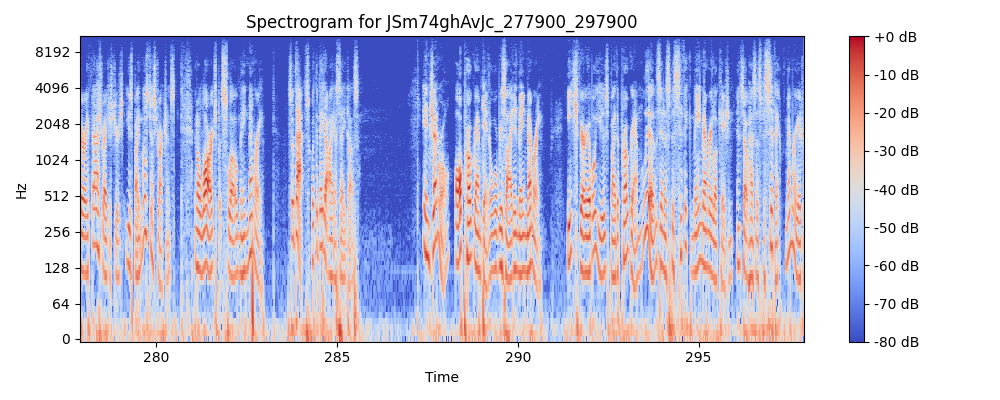 Spectrogram for JSm74ghAvJc_277900_297900
8192
4096
2048
1024
512
256
128
64
0
Hz
280
285
290
295
Time
+0 dB
-10 dB
-20 dB
-30 dB
-40 dB
-50 dB
-60 dB
-70 dB
-80 dB